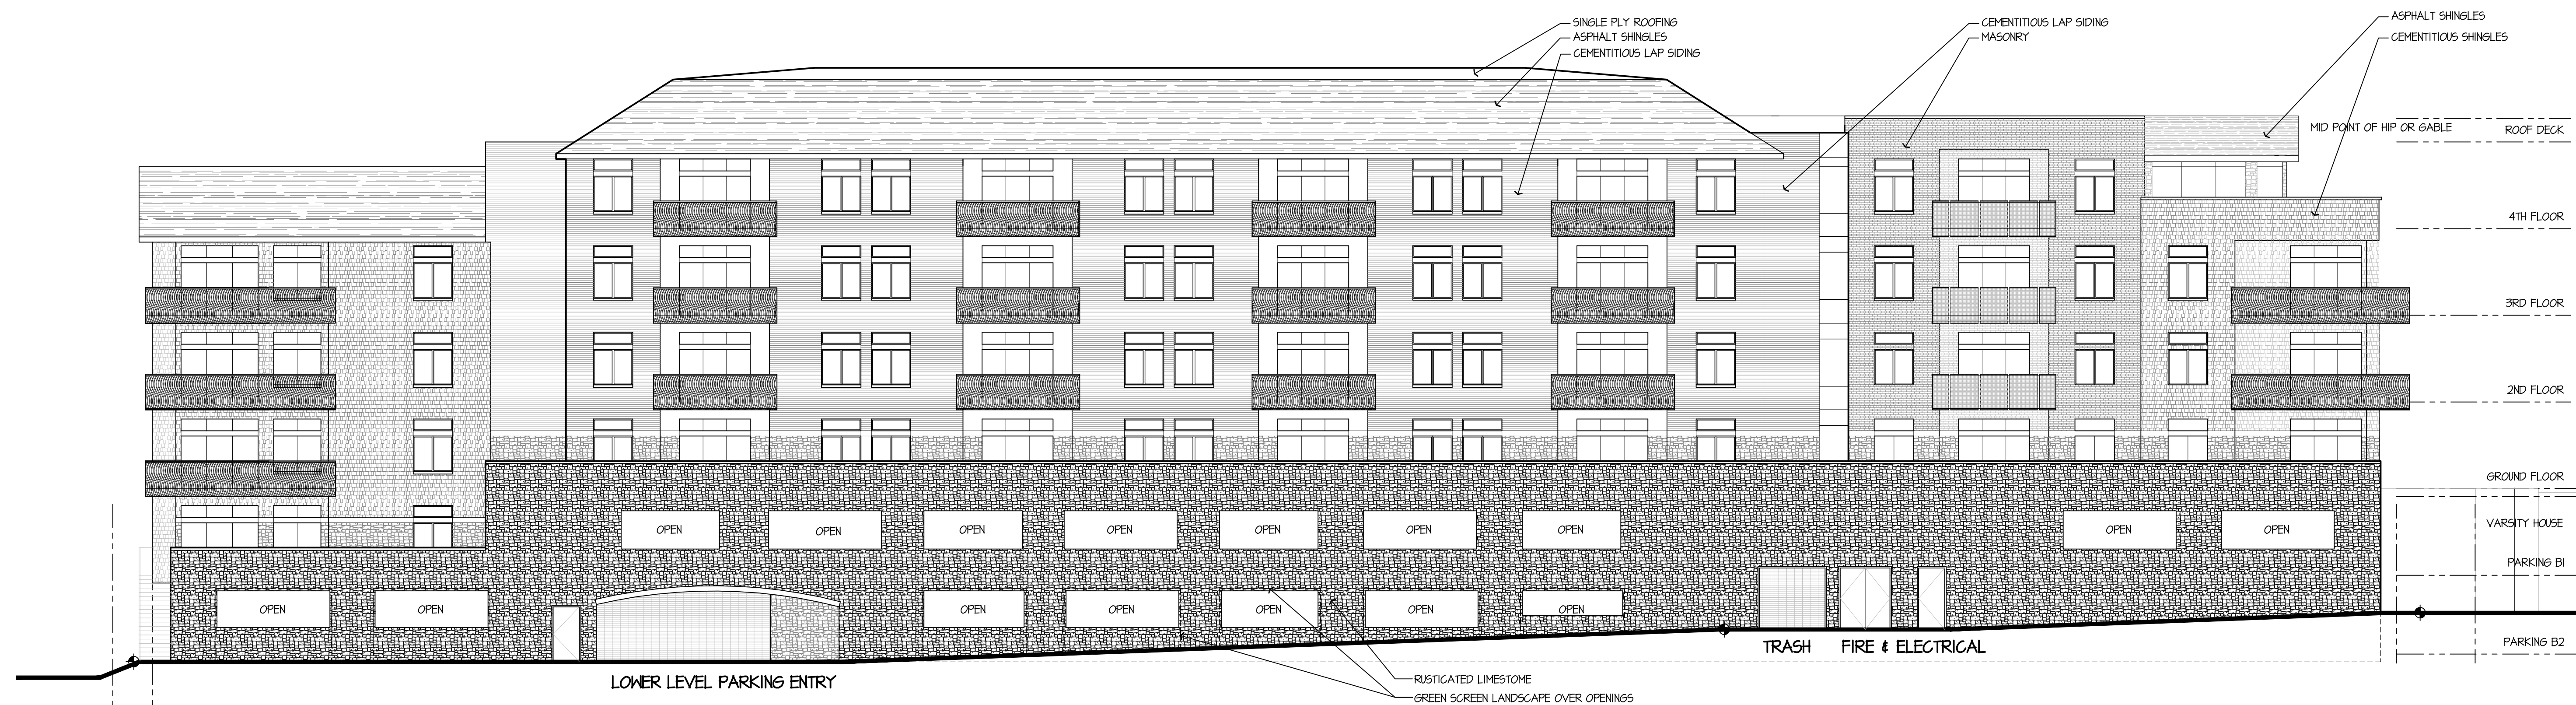 SINGLE PLY ROOFING
ASPHALT SHINGLES
CEMENTITIOUS LAP SIDING
CEMENTITIOUS LAP SIDING
MASONRY
ASPHALT SHINGLES
CEMENTITIOUS SHINGLES
MID POINT OF HIP OR GABLE
ROOF DECK
4TH FLOOR
3RD FLOOR
2ND FLOOR
GROUND FLOOR
VARSITY HOUSE
PARKING B1
PARKING B2
OPEN OPEN OPEN OPEN OPEN OPEN OPEN OPEN OPEN
OPEN OPEN OPEN OPEN OPEN OPEN OPEN
TRASH FIRE & ELECTRICAL
LOWER LEVEL PARKING ENTRY
RUSTICATED LIMESTOME
GREEN SCREEN LANDSCAPE OVER OPENINGS